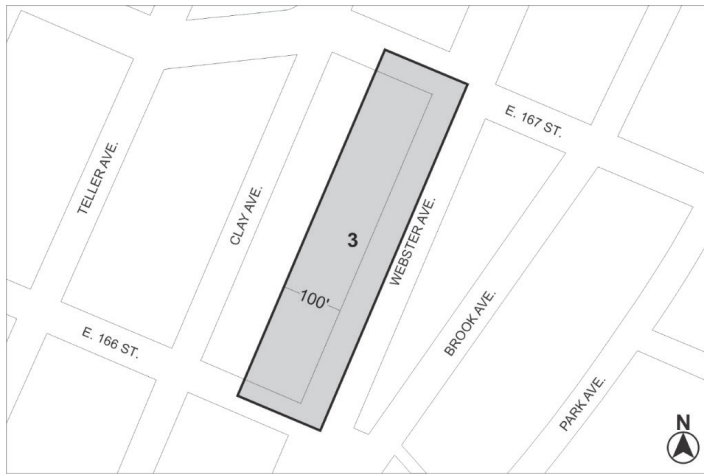 E. 167 ST.
TELLER AVE.
CLAY AVE.
3
WEBSTER AVE.
100'
E. 166 ST.
BROOK AVE.
PARK AVE.
N